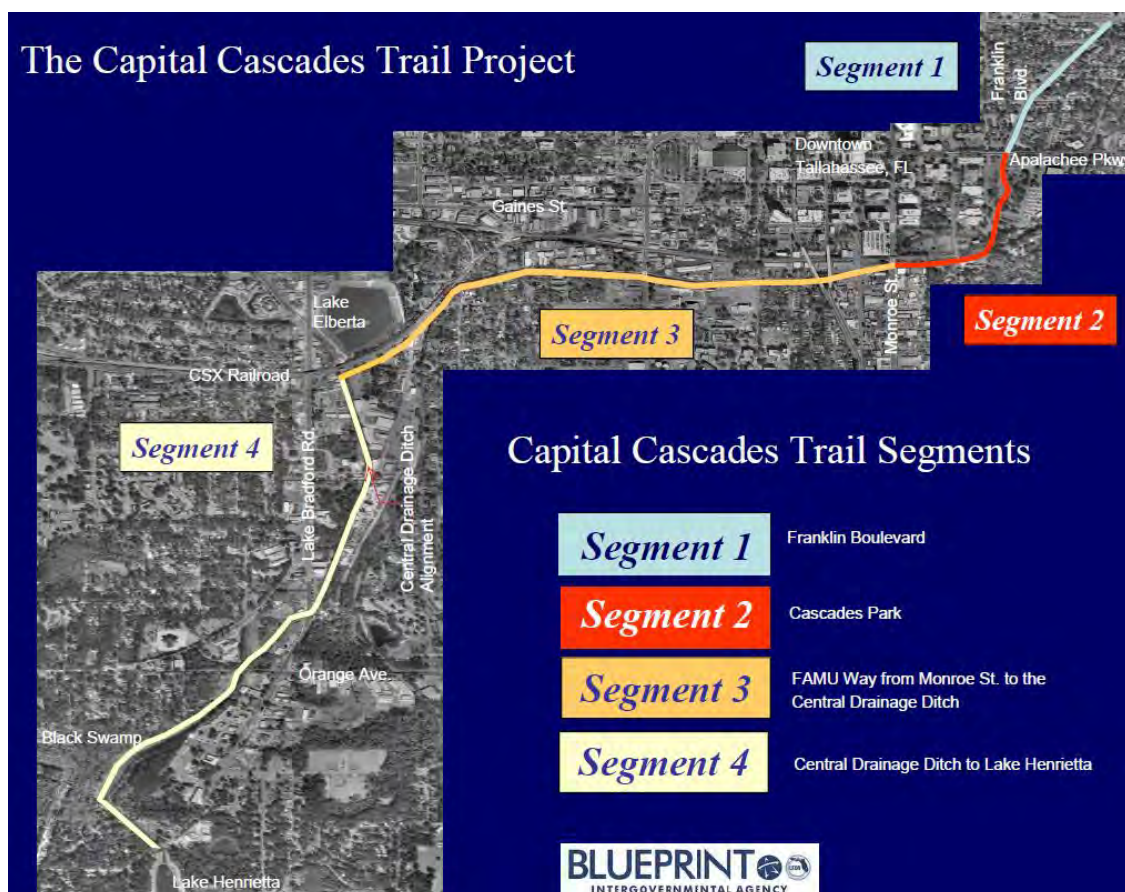 The Capital Cascades Trail Project
Segment 1
Franklin
Blvd.
Downtown
Tallahassee, FL
Apalachee Pkwy
Gaines St.
Monroe St.
Segment 2
Segment 3
Lake
Elberta
CSX Railroad
Segment 4
Lake Bradford Rd.
Central Drainage Ditch
Alignment
Orange Ave.
Black Swamp
Lake Henrietta
Capital Cascades Trail Segments
Segment 1
Franklin Boulevard
Segment 2
Cascades Park
Segment 3
FAMU Way from Monroe St. to the
Central Drainage Ditch
Segment 4
Central Drainage Ditch to Lake Henrietta
BLUEPRINT
INTERGOVERNMENTAL AGENCY